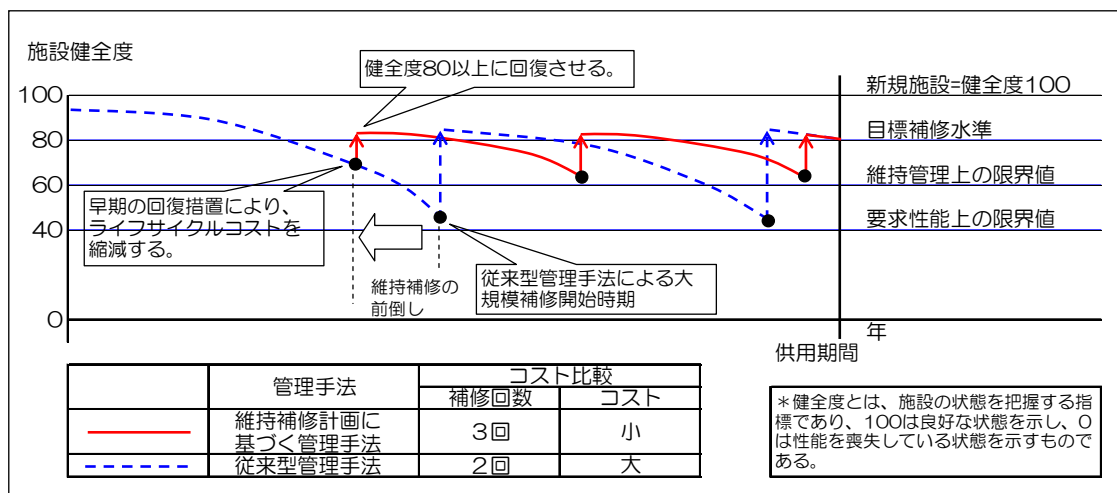 施設健全度
健全度80以上に回復させる。
100
80
60
40
0
新規施設=健全度100
目標補修水準
維持管理上の限界値
要求性能上の限界値
早期の回復措置により、
ライフサイクルコストを
縮減する。
維持補修の
前倒し
従来型管理手法による大
規模補修開始時期
年
供用期間
管理手法
コスト比較
補修回数
コスト
維持補修計画に
基づく管理手法
3回
小
従来型管理手法
2回
大
*健全度とは、施設の状態を把握する指
標であり、100は良好な状態を示し、0
は性能を喪失している状態を示すもので
ある。